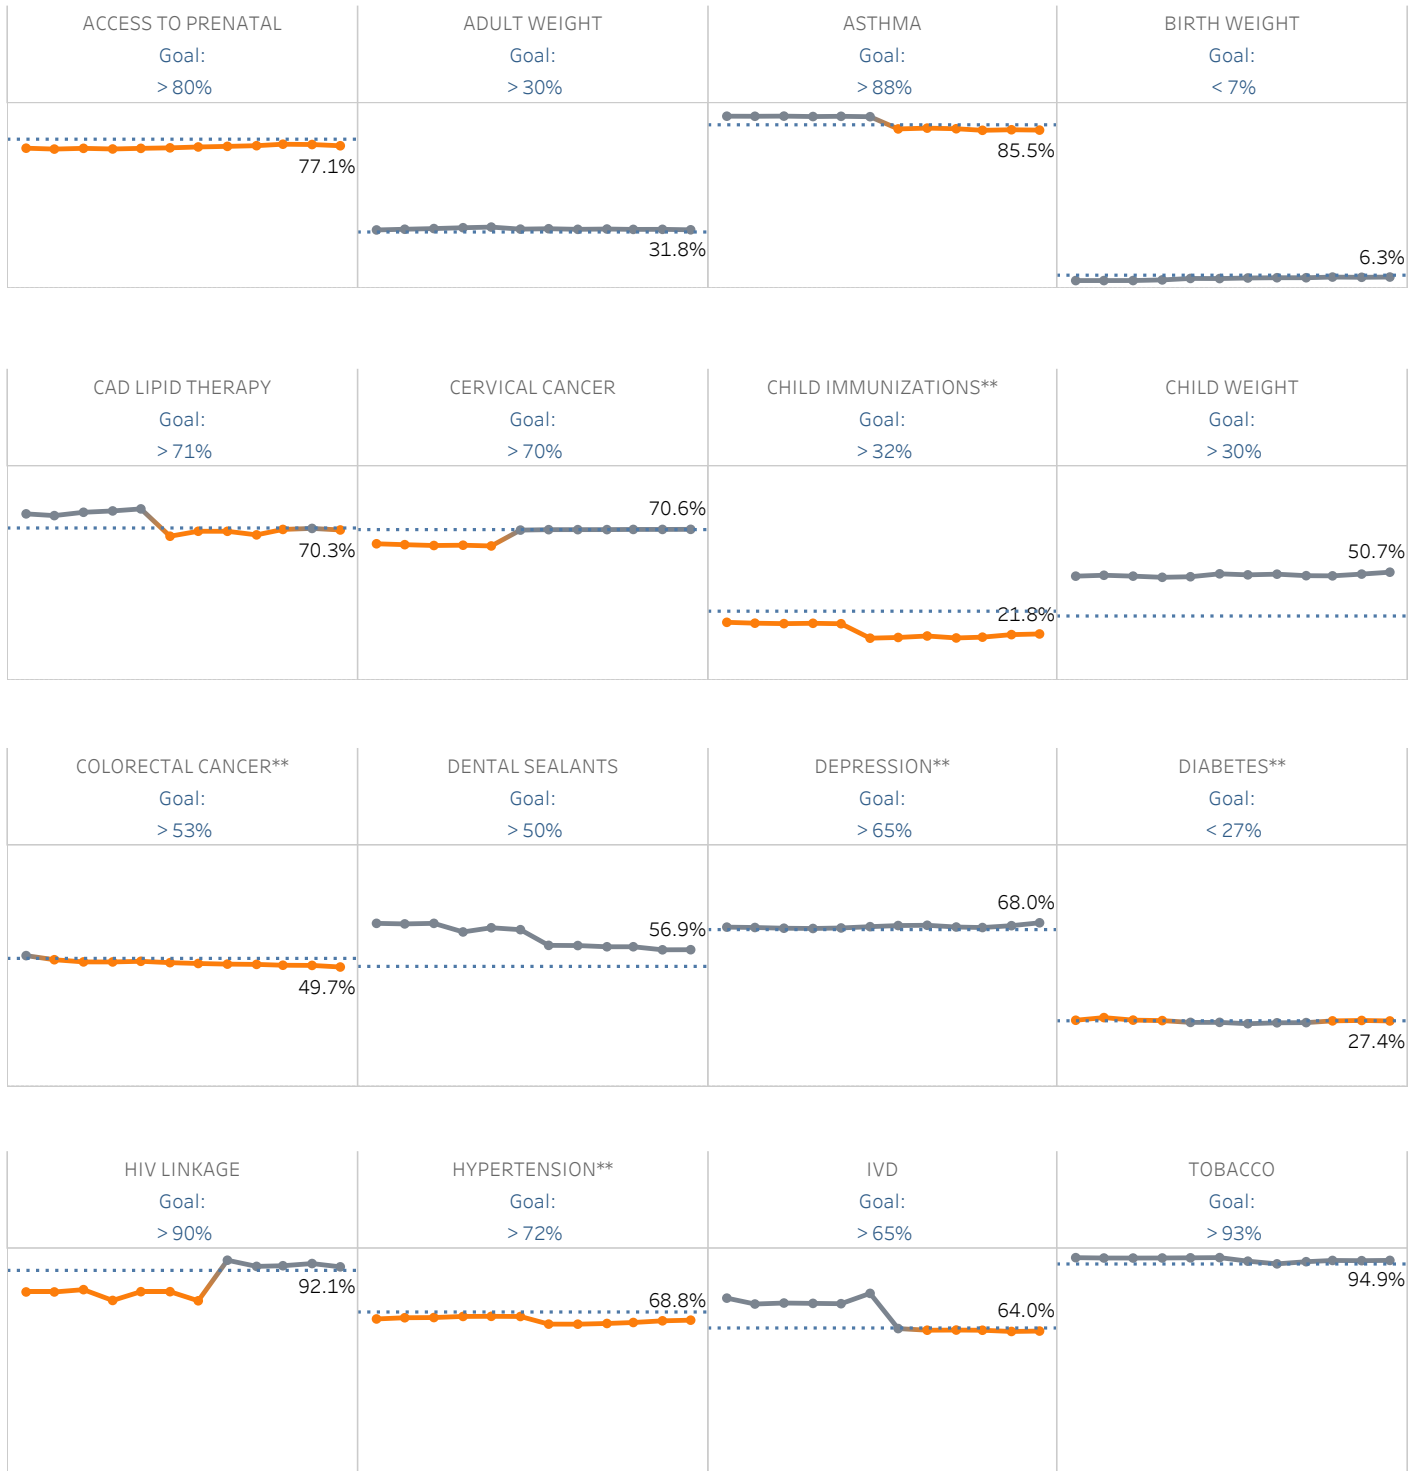 ACCESS TO PRENATAL
Goal:
> 80%
77.1%
ADULT WEIGHT
Goal:
> 30%
31.8%
ASTHMA
Goal:
> 88%
85.5%
BIRTH WEIGHT
Goal:
< 7%
6.3%
CAD LIPID THERAPY
Goal:
> 71%
70.3%
CERVICAL CANCER
Goal:
> 70%
70.6%
CHILD IMMUNIZATIONS**
Goal:
> 32%
21.8%
CHILD WEIGHT
Goal:
> 30%
50.7%
COLORECTAL CANCER**
Goal:
> 53%
49.7%
DENTAL SEALANTS
Goal:
> 50%
56.9%
DEPRESSION**
Goal:
> 65%
68.0%
DIABETES**
Goal:
< 27%
27.4%
HIV LINKAGE
Goal:
> 90%
92.1%
HYPERTENSION**
Goal:
> 72%
68.8%
IVD
Goal:
> 65%
64.0%
TOBACCO
Goal:
> 93%
94.9%